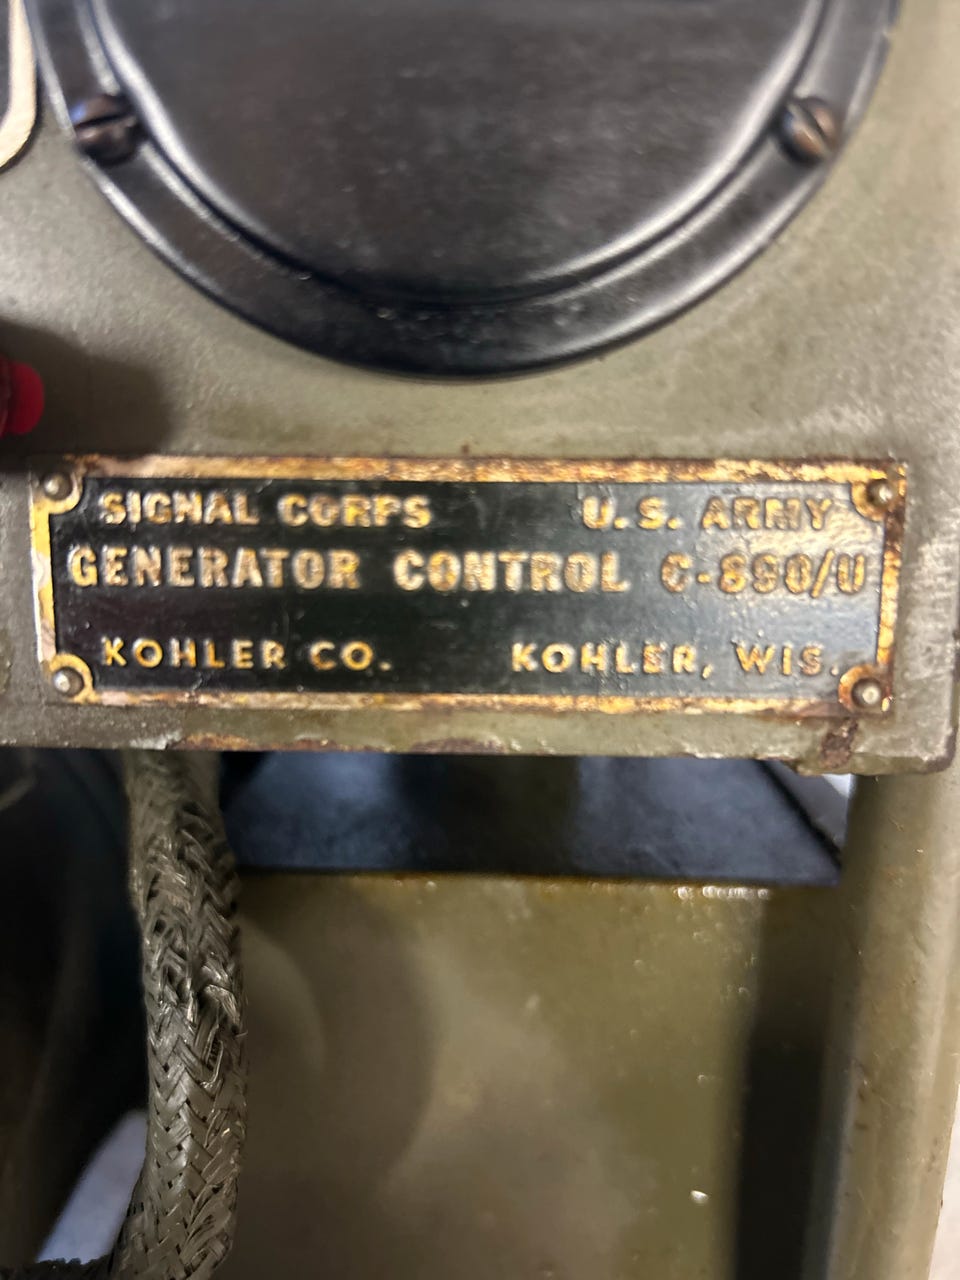 SIGNAL CORPS U.S. ARMY
GENERATOR CONTROL C-890/U
KOHLER CO. KOHLER, WIS.